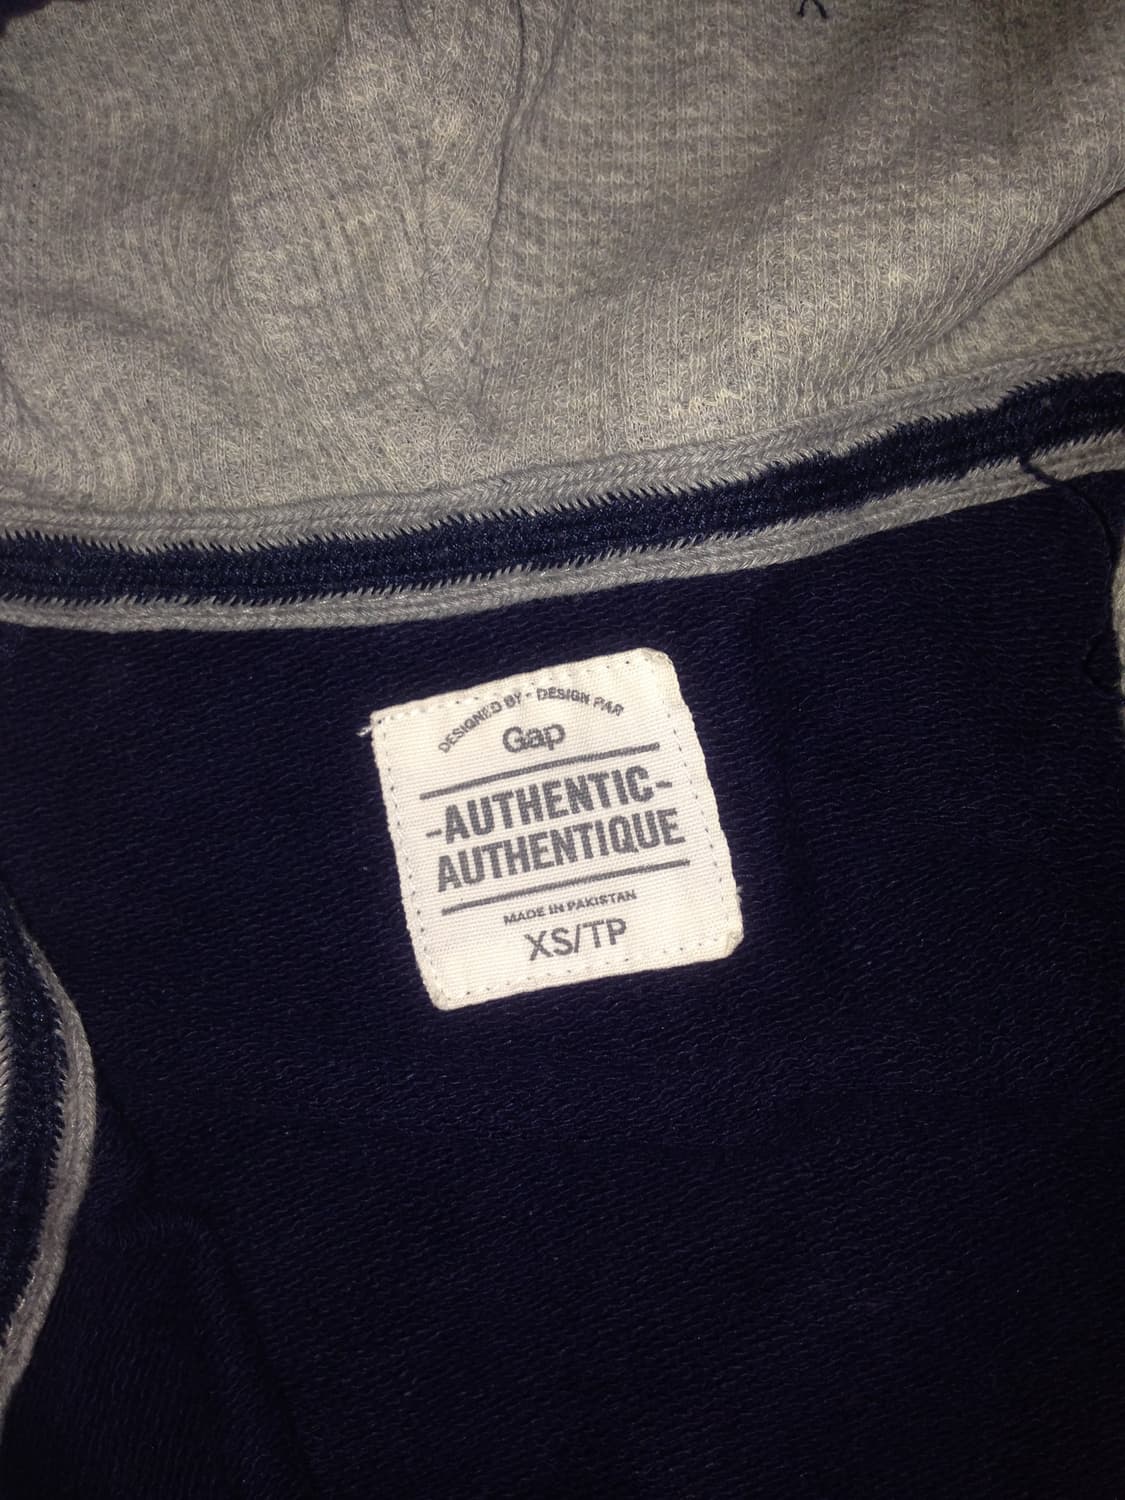 DESIGNED BY - DESIGN PAR
Gap
-AUTHENTIC-
AUTHENTIQUE
MADE IN PAKISTAN
XS/TP